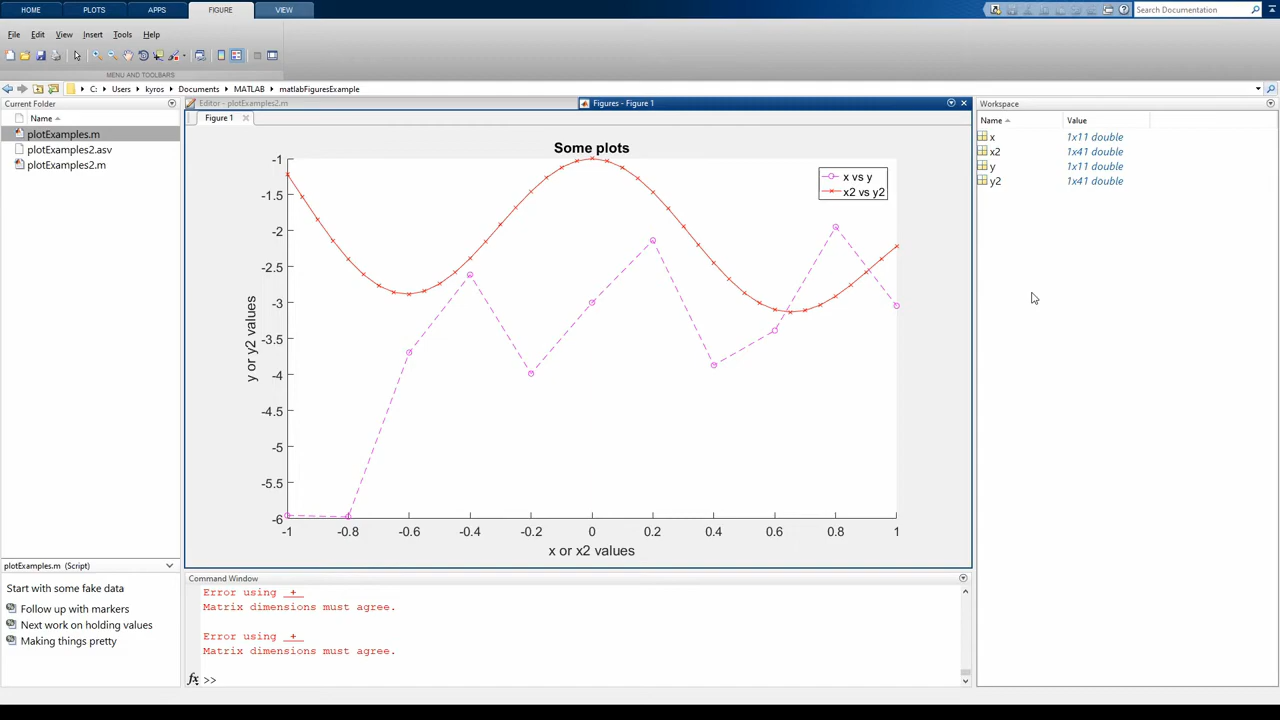 HOME PLOTS APPS FIGURE VIEW
Search Documentation
File Edit View Insert Tools Help
MENU AND TOOLBARS
C: Users kyros Documents MATLAB matlabFiguresExample
Current Folder
Name
plotExamples.m
plotExamples2.asv
plotExamples2.m
plotExamples.m (Script)
Start with some fake data
Follow up with markers
Next work on holding values
Making things pretty
Editor - plotExamples2.m
Figures - Figure 1
Figure 1
Some plots
x vs y
x2 vs y2
y or y2 values
-1
-1.5
-2
-2.5
-3
-3.5
-4
-4.5
-5
-5.5
-6
-1 -0.8 -0.6 -0.4 -0.2 0 0.2 0.4 0.6 0.8 1
x or x2 values
Command Window
Error using +
Matrix dimensions must agree.
Error using +
Matrix dimensions must agree.
fx >>
Workspace
Name Value
x 1x11 double
x2 1x41 double
y 1x11 double
y2 1x41 double